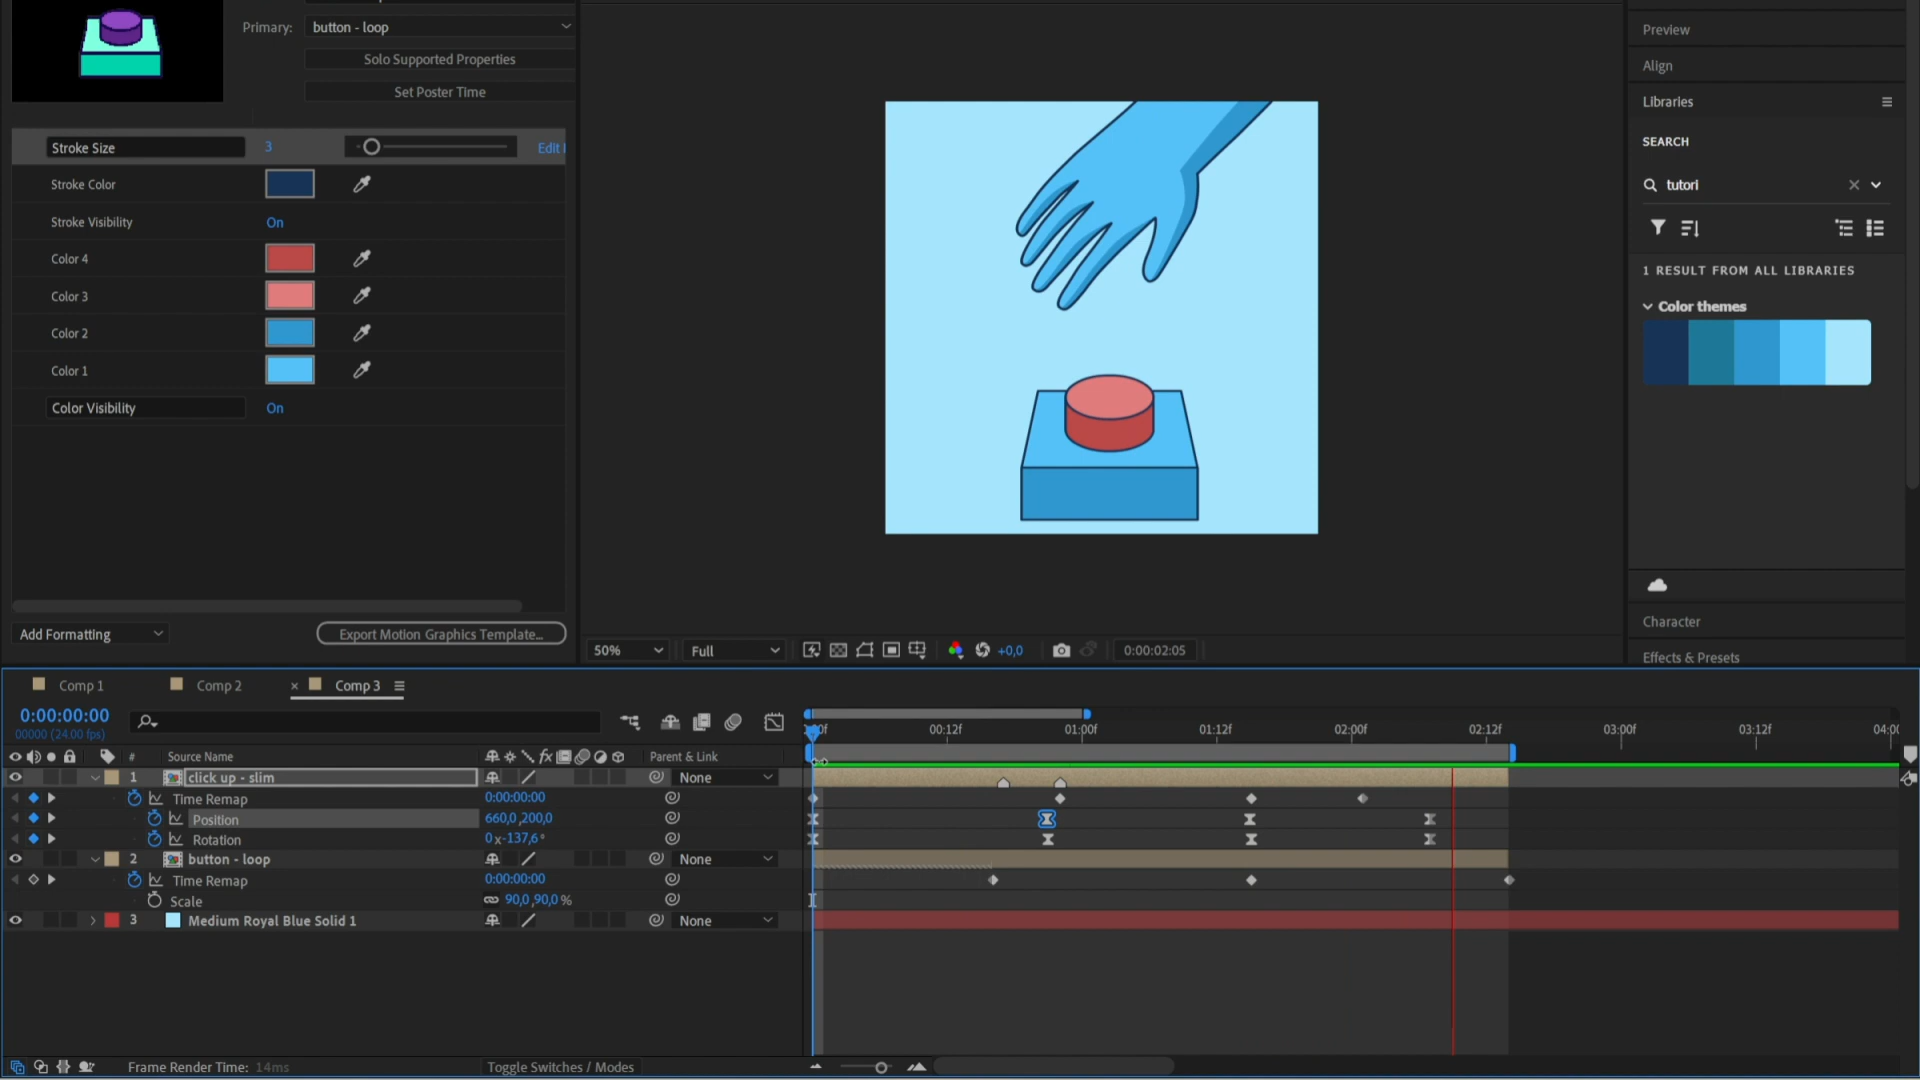 Primary:
button - loop
Solo Supported Properties
Set Poster Time
Stroke Size
3
Edit
Stroke Color
Stroke Visibility
On
Color 4
Color 3
Color 2
Color 1
Color Visibility
On
Add Formatting
Export Motion Graphics Template...
50%
Full
+0,0
0:00:02:05
Preview
Align
Libraries
SEARCH
tutori
1 RESULT FROM ALL LIBRARIES
Color themes
Character
Effects & Presets
Comp 1
Comp 2
× Comp 3
0:00:00:00
00000 (24.00 fps)
:00f
00:12f
01:00f
01:12f
02:00f
02:12f
03:00f
03:12f
04:00
# Source Name
fx
Parent & Link
1 click up - slim
None
Time Remap
0:00:00:00
Position
660,0,200,0
Rotation
0x-137,6°
2 button - loop
None
Time Remap
0:00:00:00
Scale
90,0,90,0%
3 Medium Royal Blue Solid 1
None
Frame Render Time: 14ms
Toggle Switches / Modes